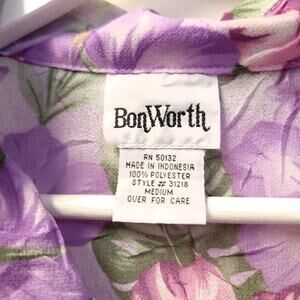 BonWorth
RN 50132
MADE IN INDONESIA
100% POLYESTER
STYLE # 31218
MEDIUM
OVER FOR CARE